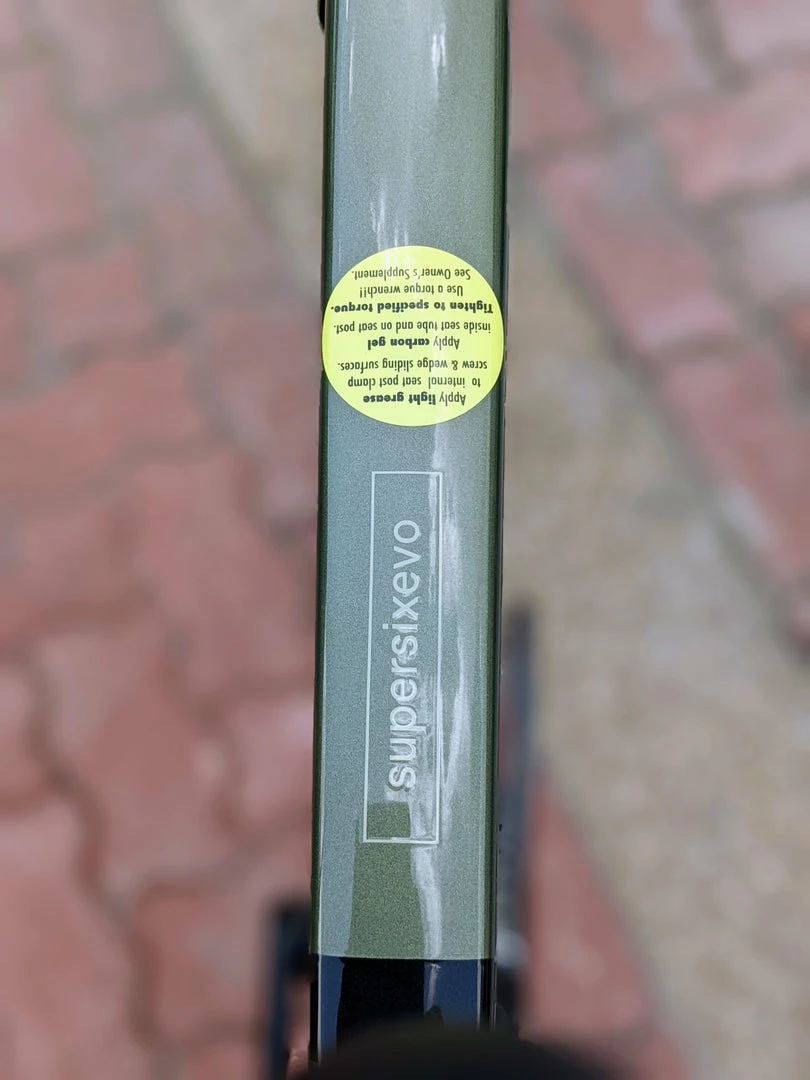 Apply light grease
to internal seat post clamp
screw & wedge sliding surfaces.
Apply carbon gel
inside seat tube and on seat post.
Tighten to specified torque.
Use a torque wrench!!
See Owner's Supplement.
supersixevo